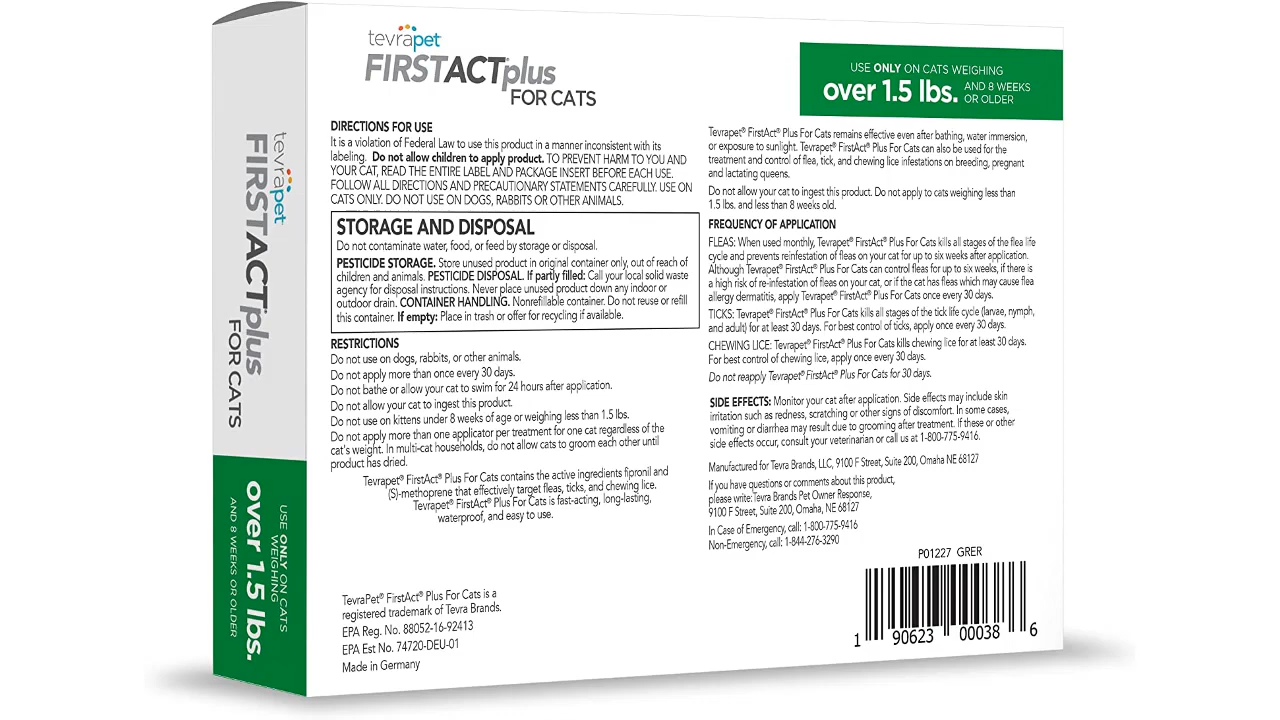 tevrapet
FIRSTACTplus
FOR CATS
USE ONLY ON CATS WEIGHING
over 1.5 lbs. AND 8 WEEKS
OR OLDER
DIRECTIONS FOR USE
It is a violation of Federal Law to use this product in a manner inconsistent with its
labeling. Do not allow children to apply product. TO PREVENT HARM TO YOU AND
YOUR CAT, READ THE ENTIRE LABEL AND PACKAGE INSERT BEFORE EACH USE.
FOLLOW ALL DIRECTIONS AND PRECAUTIONARY STATEMENTS CAREFULLY. USE ON
CATS ONLY. DO NOT USE ON DOGS, RABBITS OR OTHER ANIMALS.
STORAGE AND DISPOSAL
Do not contaminate water, food, or feed by storage or disposal.
PESTICIDE STORAGE. Store unused product in original container only, out of reach of
children and animals. PESTICIDE DISPOSAL. If partly filled: Call your local solid waste
agency for disposal instructions. Never place unused product down any indoor or
outdoor drain. CONTAINER HANDLING. Nonrefillable container. Do not reuse or refill
this container. If empty: Place in trash or offer for recycling if available.
RESTRICTIONS
Do not use on dogs, rabbits, or other animals.
Do not apply more than once every 30 days.
Do not bathe or allow your cat to swim for 24 hours after application.
Do not allow your cat to ingest this product.
Do not use on kittens under 8 weeks of age or weighing less than 1.5 lbs.
Do not apply more than one applicator per treatment for one cat regardless of the
cat's weight. In multi-cat households, do not allow cats to groom each other until
product has dried.
Tevrapet® FirstAct® Plus For Cats contains the active ingredients fipronil and
(S)-methoprene that effectively target fleas, ticks, and chewing lice.
Tevrapet® FirstAct® Plus For Cats is fast-acting, long-lasting,
waterproof, and easy to use.
TevraPet® FirstAct® Plus For Cats is a
registered trademark of Tevra Brands.
EPA Reg. No. 88052-16-92413
EPA Est No. 74720-DEU-01
Made in Germany
Tevrapet® FirstAct® Plus For Cats remains effective even after bathing, water immersion,
or exposure to sunlight. Tevrapet® FirstAct® Plus For Cats can also be used for the
treatment and control of flea, tick, and chewing lice infestations on breeding, pregnant
and lactating queens.
Do not allow your cat to ingest this product. Do not apply to cats weighing less than
1.5 lbs. and less than 8 weeks old.
FREQUENCY OF APPLICATION
FLEAS: When used monthly, Tevrapet® FirstAct® Plus For Cats kills all stages of the flea life
cycle and prevents reinfestation of fleas on your cat for up to six weeks after application.
Although Tevrapet® FirstAct® Plus For Cats can control fleas for up to six weeks, if there is
a high risk of re-infestation of fleas on your cat, or if the cat has fleas which may cause flea
allergy dermatitis, apply Tevrapet® FirstAct® Plus For Cats once every 30 days.
TICKS: Tevrapet® FirstAct® Plus For Cats kills all stages of the tick life cycle (larvae, nymph,
and adult) for at least 30 days. For best control of ticks, apply once every 30 days.
CHEWING LICE: Tevrapet® FirstAct® Plus For Cats kills chewing lice for at least 30 days.
For best control of chewing lice, apply once every 30 days.
Do not reapply Tevrapet® FirstAct® Plus For Cats for 30 days.
SIDE EFFECTS: Monitor your cat after application. Side effects may include skin
irritation such as redness, scratching or other signs of discomfort. In some cases,
vomiting or diarrhea may result due to grooming after treatment. If these or other
side effects occur, consult your veterinarian or call us at 1-800-775-9416.
Manufactured for Tevra Brands, LLC, 9100 F Street, Suite 200, Omaha NE 68127
If you have questions or comments about this product,
please write: Tevra Brands Pet Owner Response,
9100 F Street, Suite 200, Omaha, NE 68127
In Case of Emergency, call: 1-800-775-9416
Non-Emergency, call: 1-844-276-3290
P01227 GRER
1 90623 00038 6
tevrapet
FIRSTACTplus
FOR CATS
USE ONLY ON CATS
WEIGHING
over 1.5 lbs.
AND 8 WEEKS OR OLDER